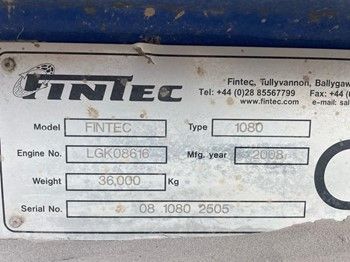 FINTEC
Fintec, Tullyvannon, Ballygaw
Tel: +44 (0)28 85567799 Fax: +44 (0
www.fintec.com e-mail: sal
Model FINTEC Type 1080
Engine No. LGK08616 Mfg. year 2008
Weight 36,000 Kg
Serial No. 08 1080 2505
C